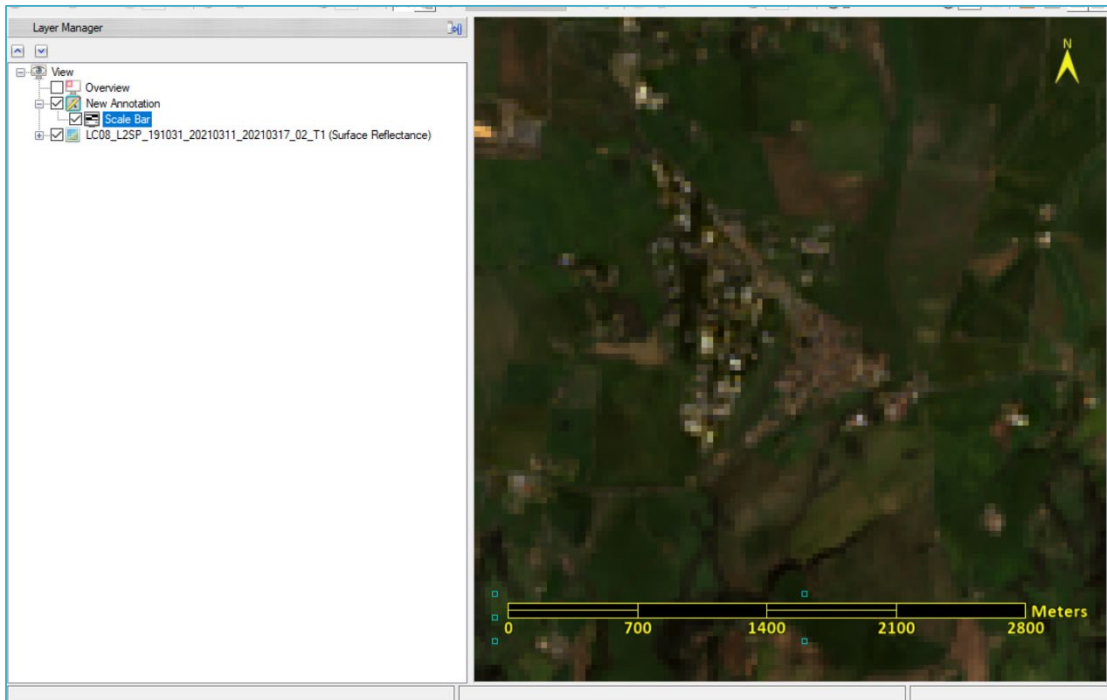 Layer Manager
View
Overview
New Annotation
Scale Bar
LC08_L2SP_191031_20210311_20210317_02_T1 (Surface Reflectance)
N
Meters
0 700 1400 2100 2800